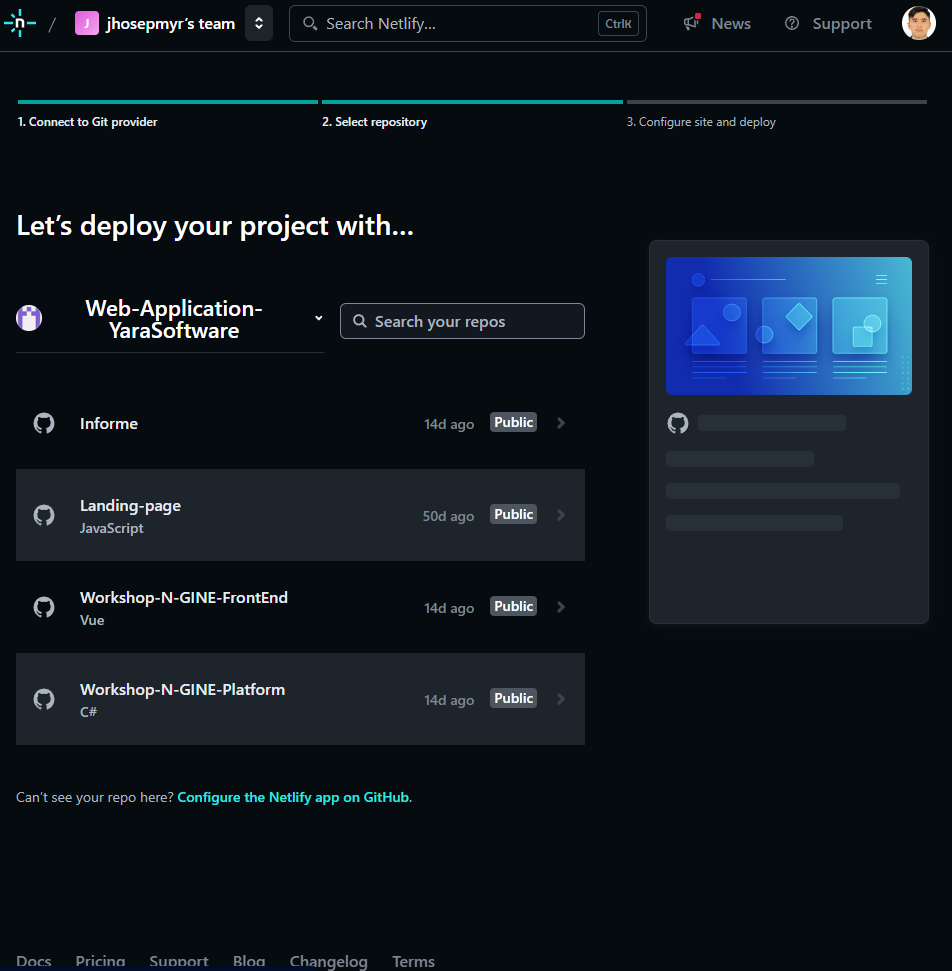 / J jhosepmyr's team Search Netlify... CtrlK News Support
1. Connect to Git provider 2. Select repository 3. Configure site and deploy
Let's deploy your project with...
Web-Application-
YaraSoftware
Search your repos
Informe 14d ago Public
Landing-page
JavaScript
50d ago Public
Workshop-N-GINE-FrontEnd
Vue
14d ago Public
Workshop-N-GINE-Platform
C#
14d ago Public
Can't see your repo here? Configure the Netlify app on GitHub.
Docs Pricing Support Blog Changelog Terms